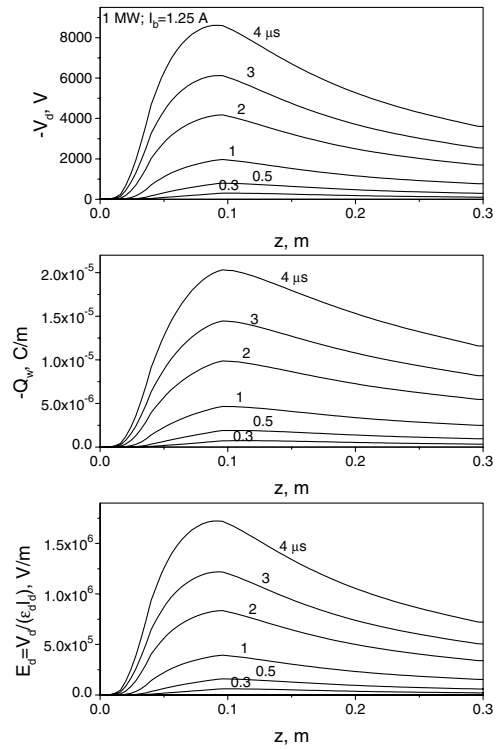 1 MW; I_b=1.25 A
-V_d, V
8000
6000
4000
2000
0
4 μs
3
2
1
0.5
0.3
0.0 0.1 0.2 0.3
z, m
-Q_w, C/m
2.0x10^-5
1.5x10^-5
1.0x10^-5
5.0x10^-6
0.0
4 μs
3
2
1
0.5
0.3
0.0 0.1 0.2 0.3
z, m
E_d=V_d/(ε_d l_d), V/m
1.5x10^6
1.0x10^6
5.0x10^5
0.0
4 μs
3
2
1
0.5
0.3
0.0 0.1 0.2 0.3
z, m